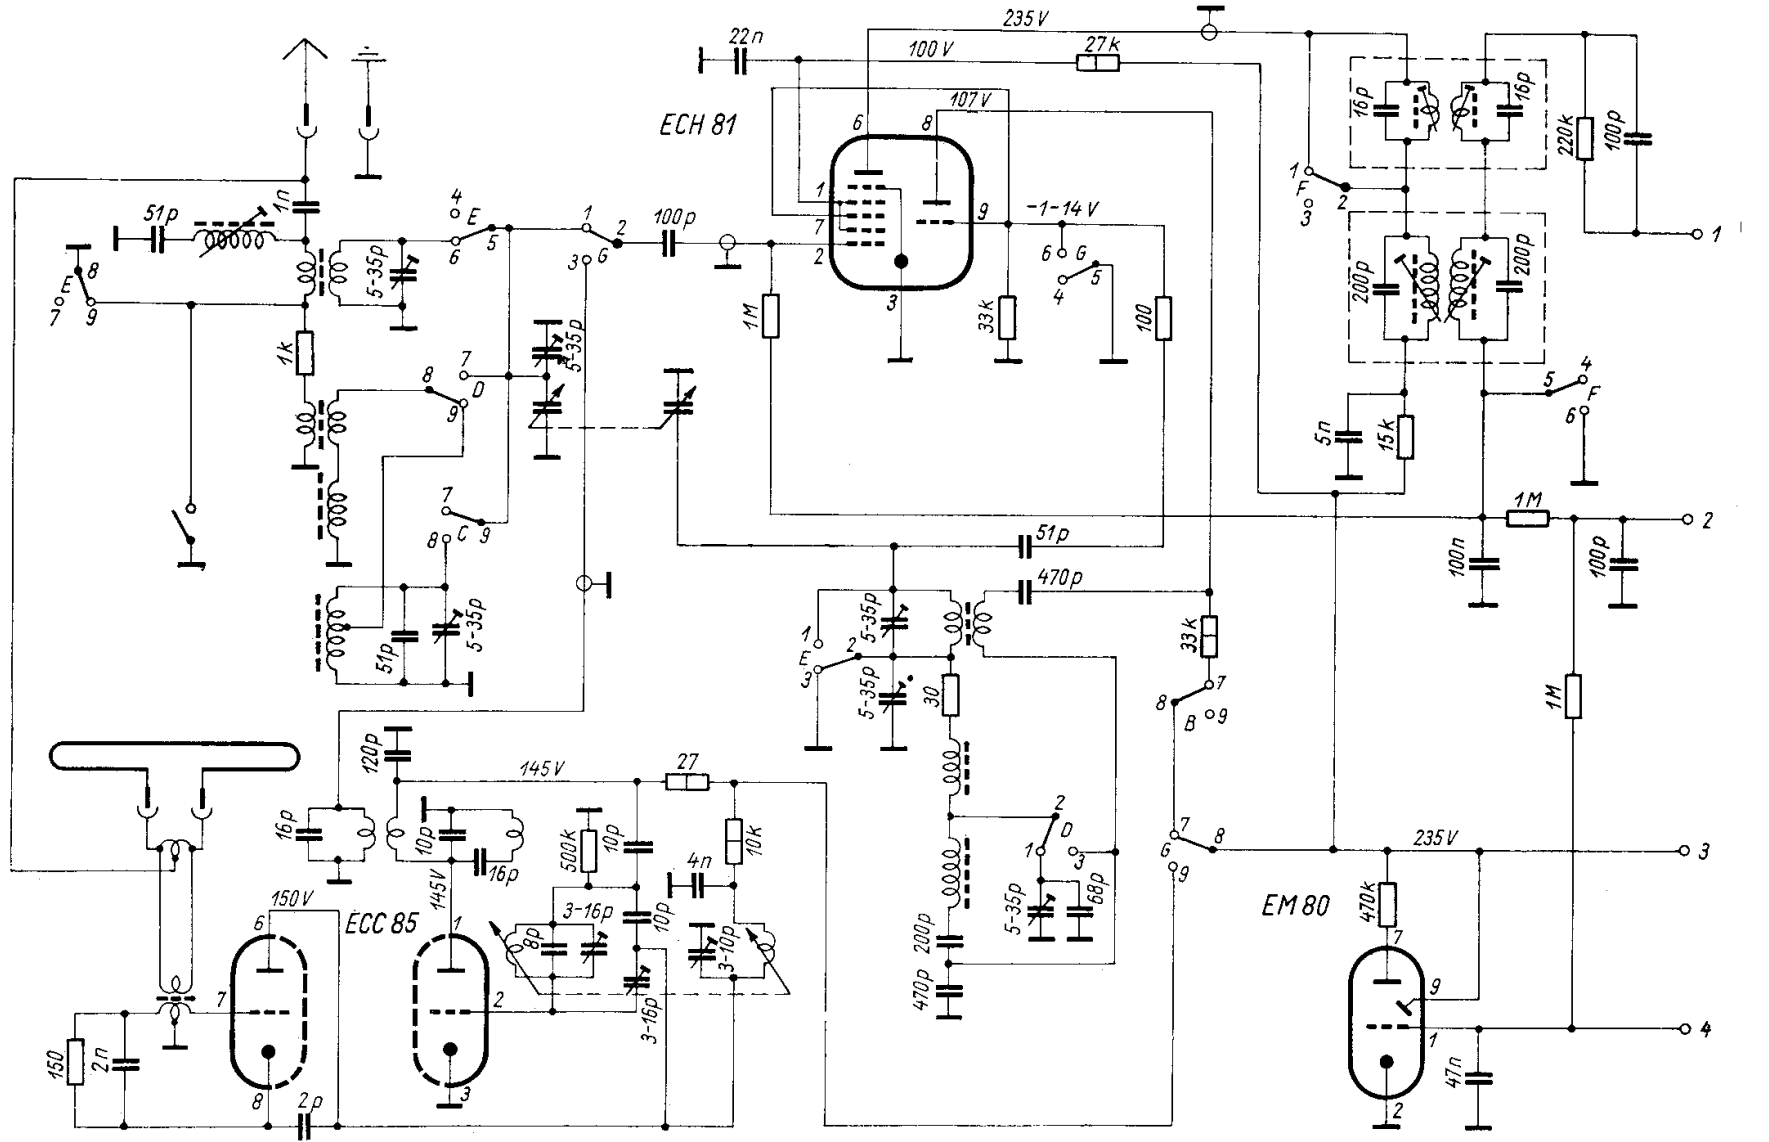 235V
22n
100V
27k
107V
ECH 81
6
8
16p
16p
220k
100p
1n
51p
4
E
5
6
1
2
100p
G
3
1
7
2
9
-1-14V
6
G
5
4
3
1
F
2
3
1
8
E
7
9
5-35p
1M
33k
100
200p
200p
1k
5-35p
7
8
D
9
4
5
F
6
5n
15k
7
C
8
9
1M
2
51p
470p
100n
100p
51p
5-35p
5-35p
1
E
2
3
5-35p
30
33k
7
8
B
9
1M
120p
145V
27
16p
10p
16p
500k
10p
4n
10k
2
D
1
3
7
8
G
9
235V
3
150V
145V
ECC 85
6
1
3-16p
8p
10p
3-10p
5-35p
68p
EM 80
470k
7
200p
470p
9
7
2
3-16p
1
4
150
2n
8
2p
3
47n
2